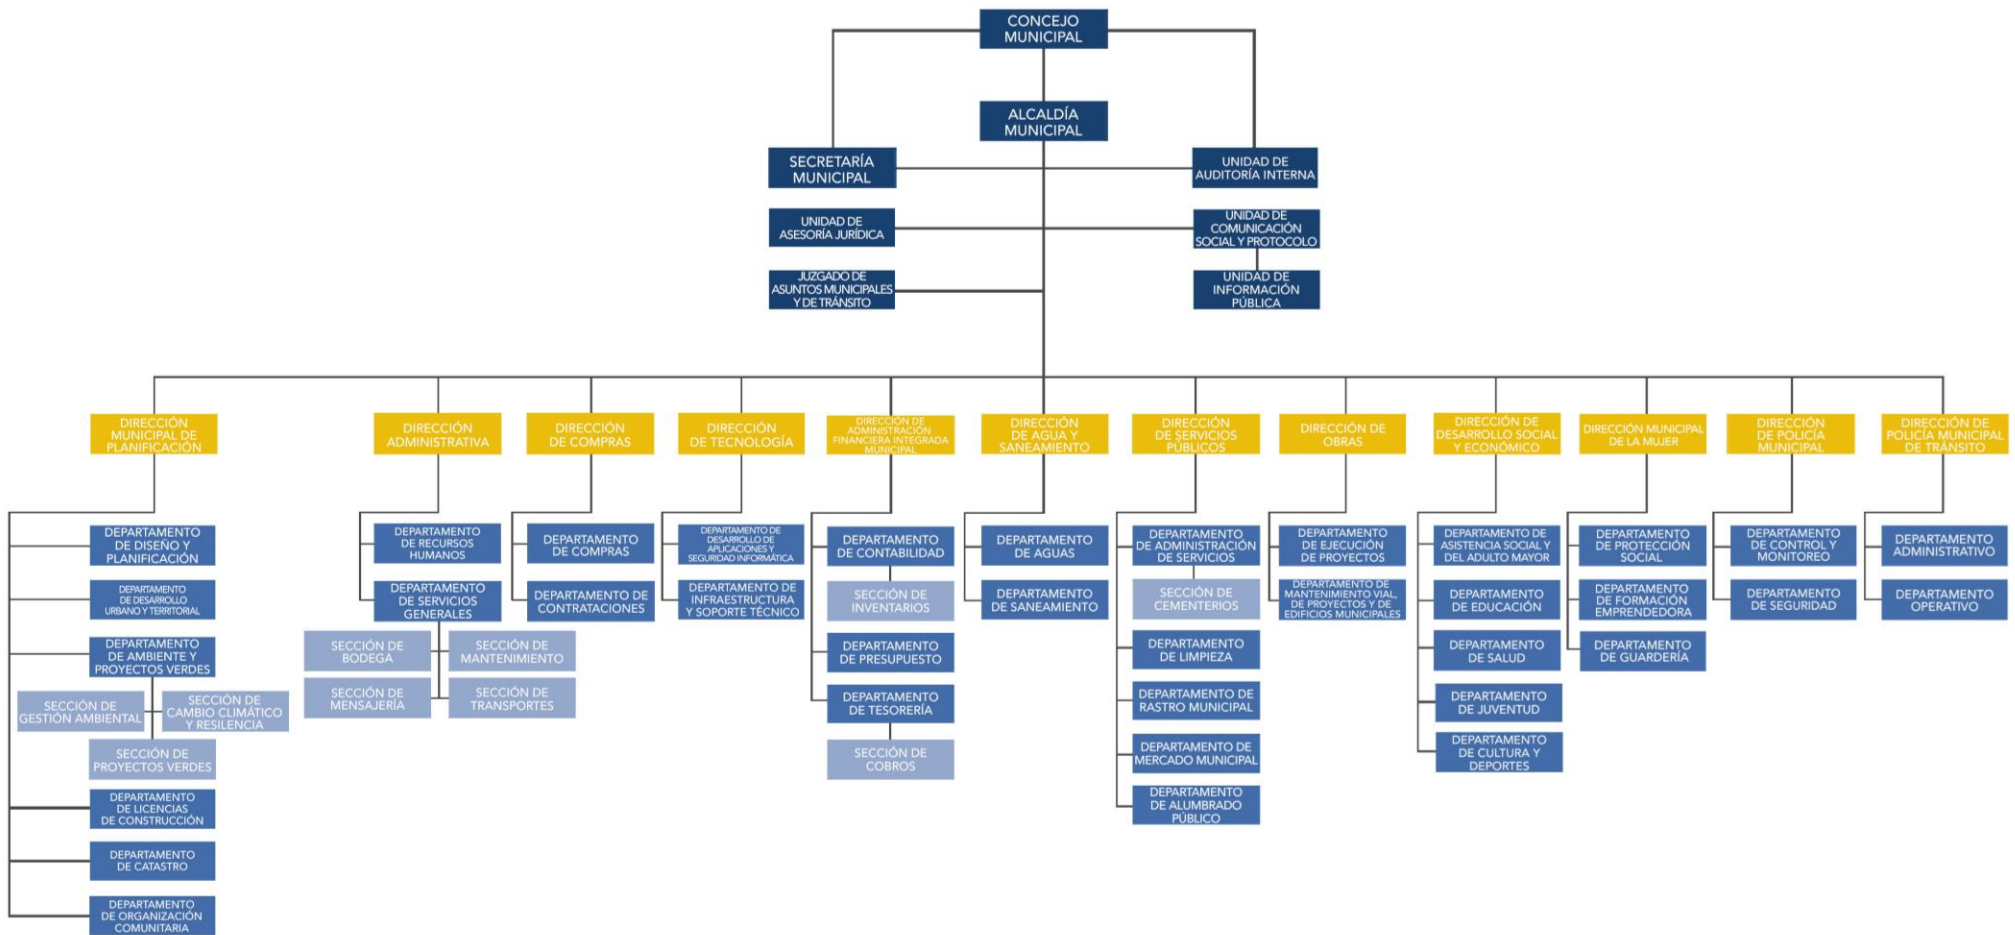 CONCEJO
MUNICIPAL
ALCALDÍA
MUNICIPAL
SECRETARÍA
MUNICIPAL
UNIDAD DE
AUDITORÍA INTERNA
UNIDAD DE
ASESORÍA JURÍDICA
UNIDAD DE
COMUNICACIÓN
SOCIAL Y PROTOCOLO
JUZGADO DE
ASUNTOS MUNICIPALES
Y DE TRÁNSITO
UNIDAD DE
INFORMACIÓN
PÚBLICA
DIRECCIÓN
MUNICIPAL DE
PLANIFICACIÓN
DIRECCIÓN
ADMINISTRATIVA
DIRECCIÓN
DE COMPRAS
DIRECCIÓN
DE TECNOLOGÍA
DIRECCIÓN DE
ADMINISTRACIÓN
FINANCIERA INTEGRADA
MUNICIPAL
DIRECCIÓN
DE AGUA Y
SANEAMIENTO
DIRECCIÓN
DE SERVICIOS
PÚBLICOS
DIRECCIÓN DE
OBRAS
DIRECCIÓN DE
DESARROLLO SOCIAL
Y ECONÓMICO
DIRECCIÓN MUNICIPAL
DE LA MUJER
DIRECCIÓN
DE POLICÍA
MUNICIPAL
DIRECCIÓN DE
POLICÍA MUNICIPAL
DE TRÁNSITO
DEPARTAMENTO
DE DISEÑO Y
PLANIFICACIÓN
DEPARTAMENTO
DE DESARROLLO
URBANO Y TERRITORIAL
DEPARTAMENTO
DE AMBIENTE Y
PROYECTOS VERDES
SECCIÓN DE
GESTIÓN AMBIENTAL
SECCIÓN DE
CAMBIO CLIMÁTICO
Y RESILENCIA
SECCIÓN DE
PROYECTOS VERDES
DEPARTAMENTO
DE LICENCIAS
DE CONSTRUCCIÓN
DEPARTAMENTO
DE CATASTRO
DEPARTAMENTO
DE ORGANIZACIÓN
COMUNITARIA
DEPARTAMENTO
DE RECURSOS
HUMANOS
DEPARTAMENTO
DE SERVICIOS
GENERALES
SECCIÓN DE
BODEGA
SECCIÓN DE
MANTENIMIENTO
SECCIÓN DE
MENSAJERÍA
SECCIÓN DE
TRANSPORTES
DEPARTAMENTO
DE COMPRAS
DEPARTAMENTO DE
CONTRATACIONES
DEPARTAMENTO DE
DESARROLLO DE
APLICACIONES Y
SEGURIDAD INFORMÁTICA
DEPARTAMENTO DE
INFRAESTRUCTURA
Y SOPORTE TÉCNICO
DEPARTAMENTO
DE CONTABILIDAD
SECCIÓN DE
INVENTARIOS
DEPARTAMENTO
DE PRESUPUESTO
DEPARTAMENTO
DE TESORERÍA
SECCIÓN DE
COBROS
DEPARTAMENTO
DE AGUAS
DEPARTAMENTO
DE SANEAMIENTO
DEPARTAMENTO
DE ADMINISTRACIÓN
DE SERVICIOS
SECCIÓN DE
CEMENTERIOS
DEPARTAMENTO
DE LIMPIEZA
DEPARTAMENTO DE
RASTRO MUNICIPAL
DEPARTAMENTO DE
MERCADO MUNICIPAL
DEPARTAMENTO
DE ALUMBRADO
PÚBLICO
DEPARTAMENTO
DE EJECUCIÓN
DE PROYECTOS
DEPARTAMENTO DE
MANTENIMIENTO VIAL,
DE PROYECTOS Y DE
EDIFICIOS MUNICIPALES
DEPARTAMENTO DE
ASISTENCIA SOCIAL Y
DEL ADULTO MAYOR
DEPARTAMENTO
DE EDUCACIÓN
DEPARTAMENTO
DE SALUD
DEPARTAMENTO
DE JUVENTUD
DEPARTAMENTO
DE CULTURA Y
DEPORTES
DEPARTAMENTO
DE PROTECCIÓN
SOCIAL
DEPARTAMENTO
DE FORMACIÓN
EMPRENDEDORA
DEPARTAMENTO
DE GUARDERÍA
DEPARTAMENTO
DE CONTROL Y
MONITOREO
DEPARTAMENTO
DE SEGURIDAD
DEPARTAMENTO
ADMINISTRATIVO
DEPARTAMENTO
OPERATIVO